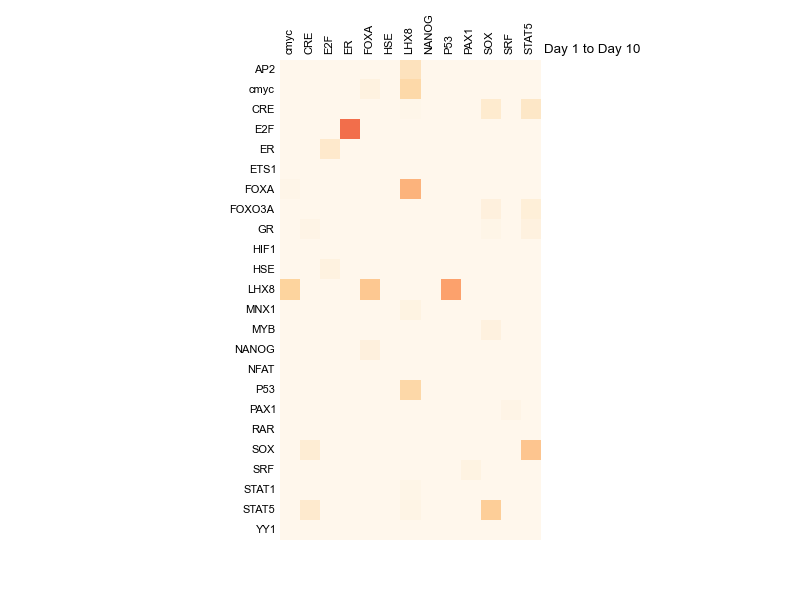 cmyc CRE E2F ER FOXA HSE LHX8 NANOG P53 PAX1 SOX SRF STAT5 Day 1 to Day 10
AP2
cmyc
CRE
E2F
ER
ETS1
FOXA
FOXO3A
GR
HIF1
HSE
LHX8
MNX1
MYB
NANOG
NFAT
P53
PAX1
RAR
SOX
SRF
STAT1
STAT5
YY1